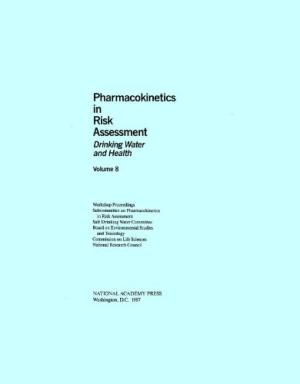 Pharmacokinetics
in
Risk
Assessment
Drinking Water
and Health
Volume 8
Workshop Proceedings
Subcommittee on Pharmacokinetics
in Risk Assessment
Safe Drinking Water Committee
Board on Environmental Studies
and Toxicology
Commission on Life Sciences
National Research Council
NATIONAL ACADEMY PRESS
Washington, D.C. 1987